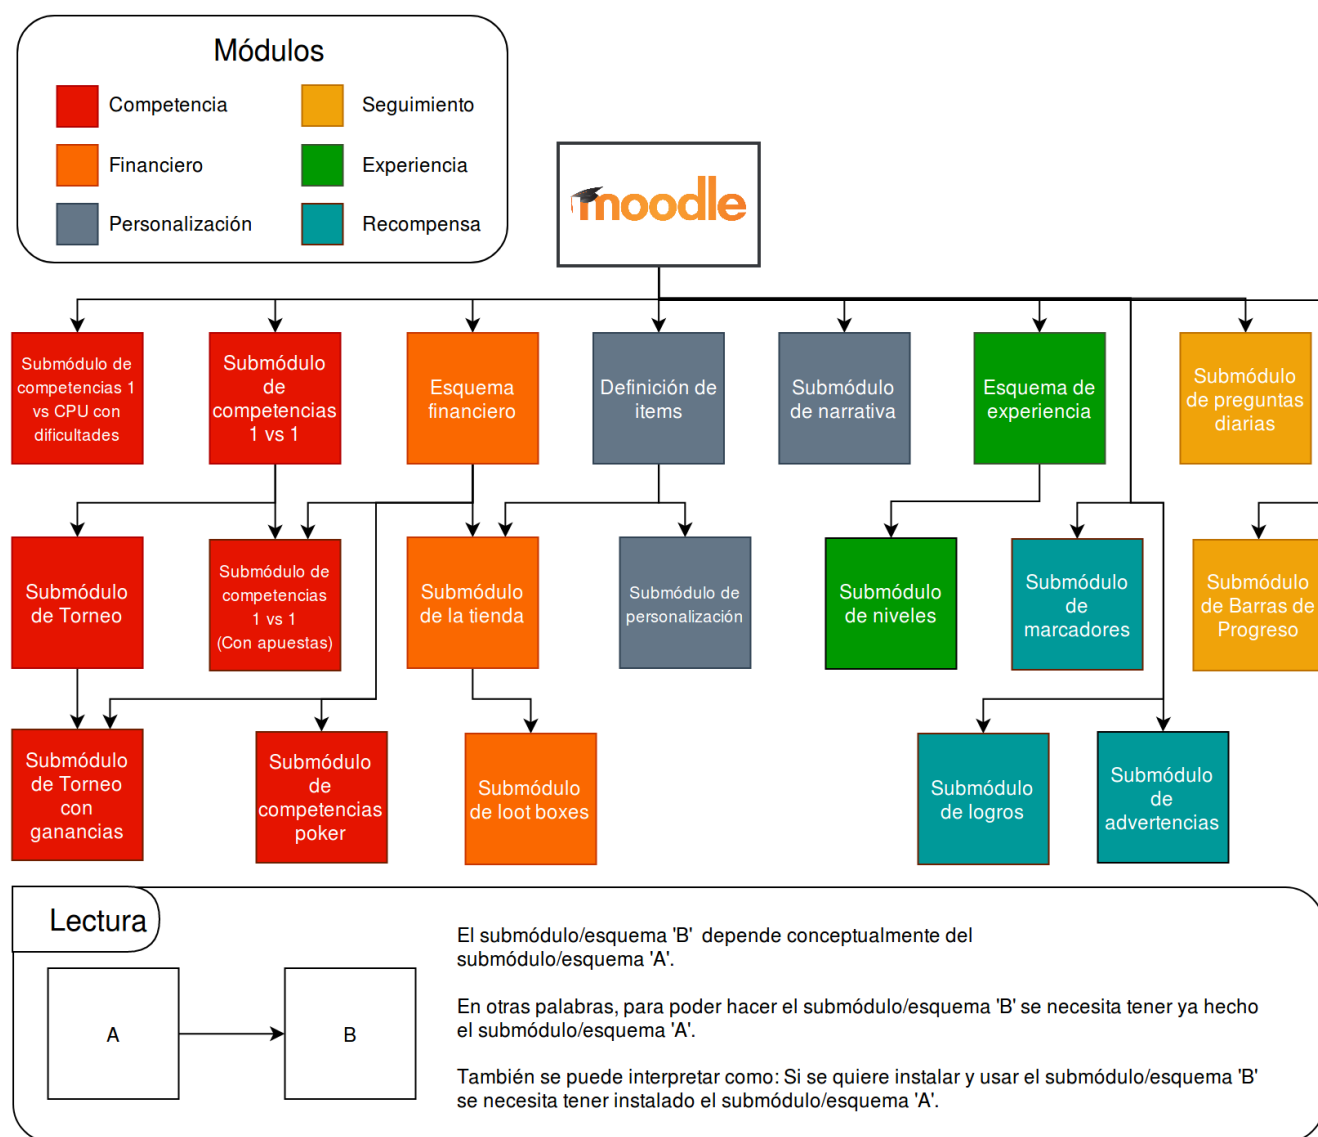 Módulos
Competencia
Seguimiento
Financiero
Experiencia
Personalización
Recompensa
moodle
Submódulo de
competencias 1
vs CPU con
dificultades
Submódulo
de
competencias
1 vs 1
Esquema
financiero
Definición de
items
Submódulo
de narrativa
Esquema de
experiencia
Submódulo
de preguntas
diarias
Submódulo
de Torneo
Submódulo de
competencias
1 vs 1
(Con apuestas)
Submódulo
de la tienda
Submódulo de
personalización
Submódulo
de niveles
Submódulo
de
marcadores
Submódulo
de Barras de
Progreso
Submódulo
de Torneo
con
ganancias
Submódulo
de
competencias
poker
Submódulo
de loot boxes
Submódulo
de logros
Submódulo
de
advertencias
Lectura
A
B
El submódulo/esquema 'B' depende conceptualmente del
submódulo/esquema 'A'.
En otras palabras, para poder hacer el submódulo/esquema 'B' se necesita tener ya hecho
el submódulo/esquema 'A'.
También se puede interpretar como: Si se quiere instalar y usar el submódulo/esquema 'B'
se necesita tener instalado el submódulo/esquema 'A'.